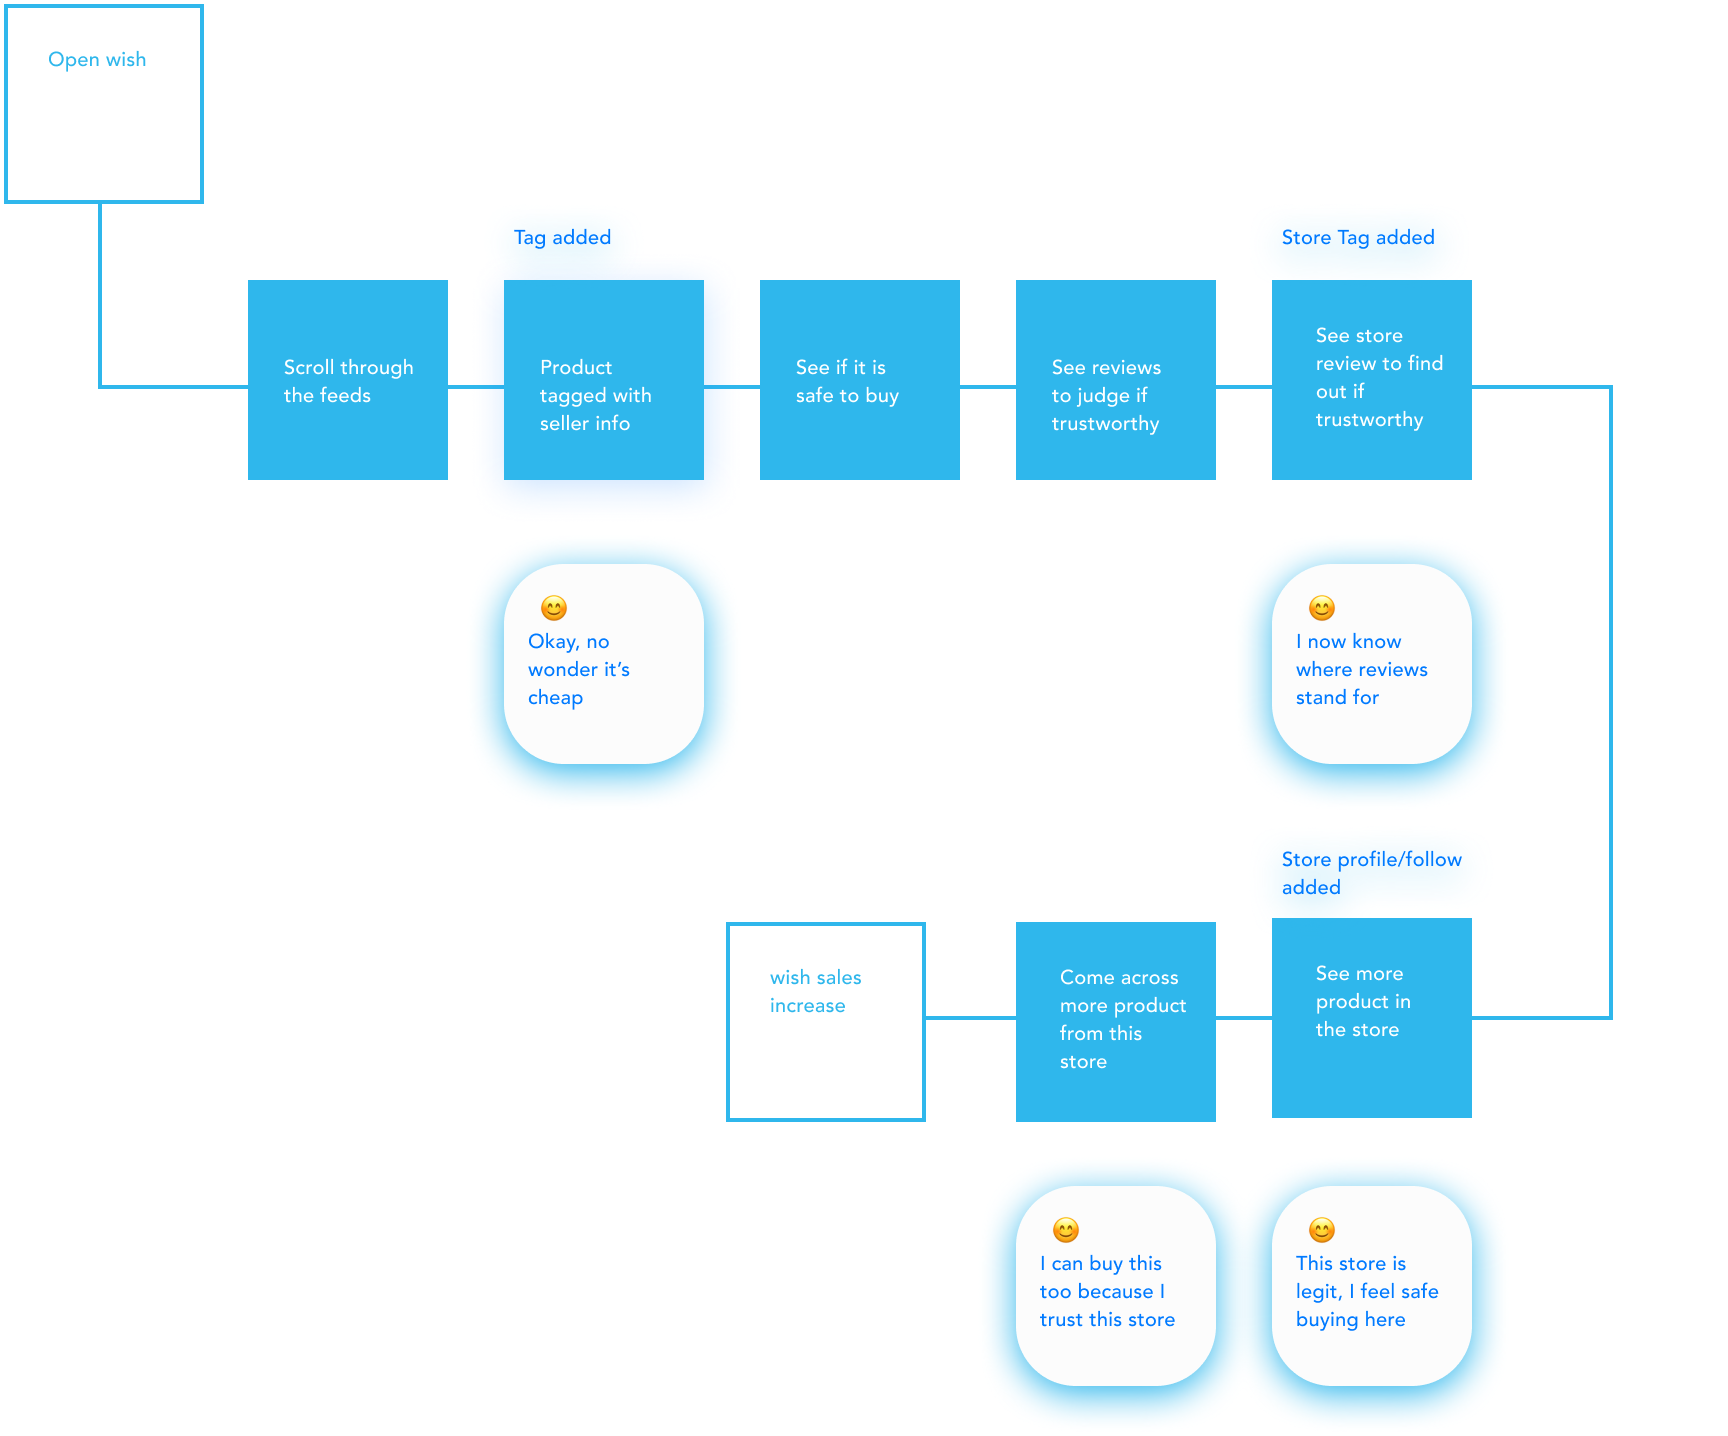 Open wish
Tag added
Store Tag added
Scroll through
the feeds
Product
tagged with
seller info
See if it is
safe to buy
See reviews
to judge if
trustworthy
See store
review to find
out if
trustworthy
😊
Okay, no
wonder it’s
cheap
😊
I now know
where reviews
stand for
Store profile/follow
added
See more
product in
the store
Come across
more product
from this
store
wish sales
increase
😊
I can buy this
too because I
trust this store
😊
This store is
legit, I feel safe
buying here